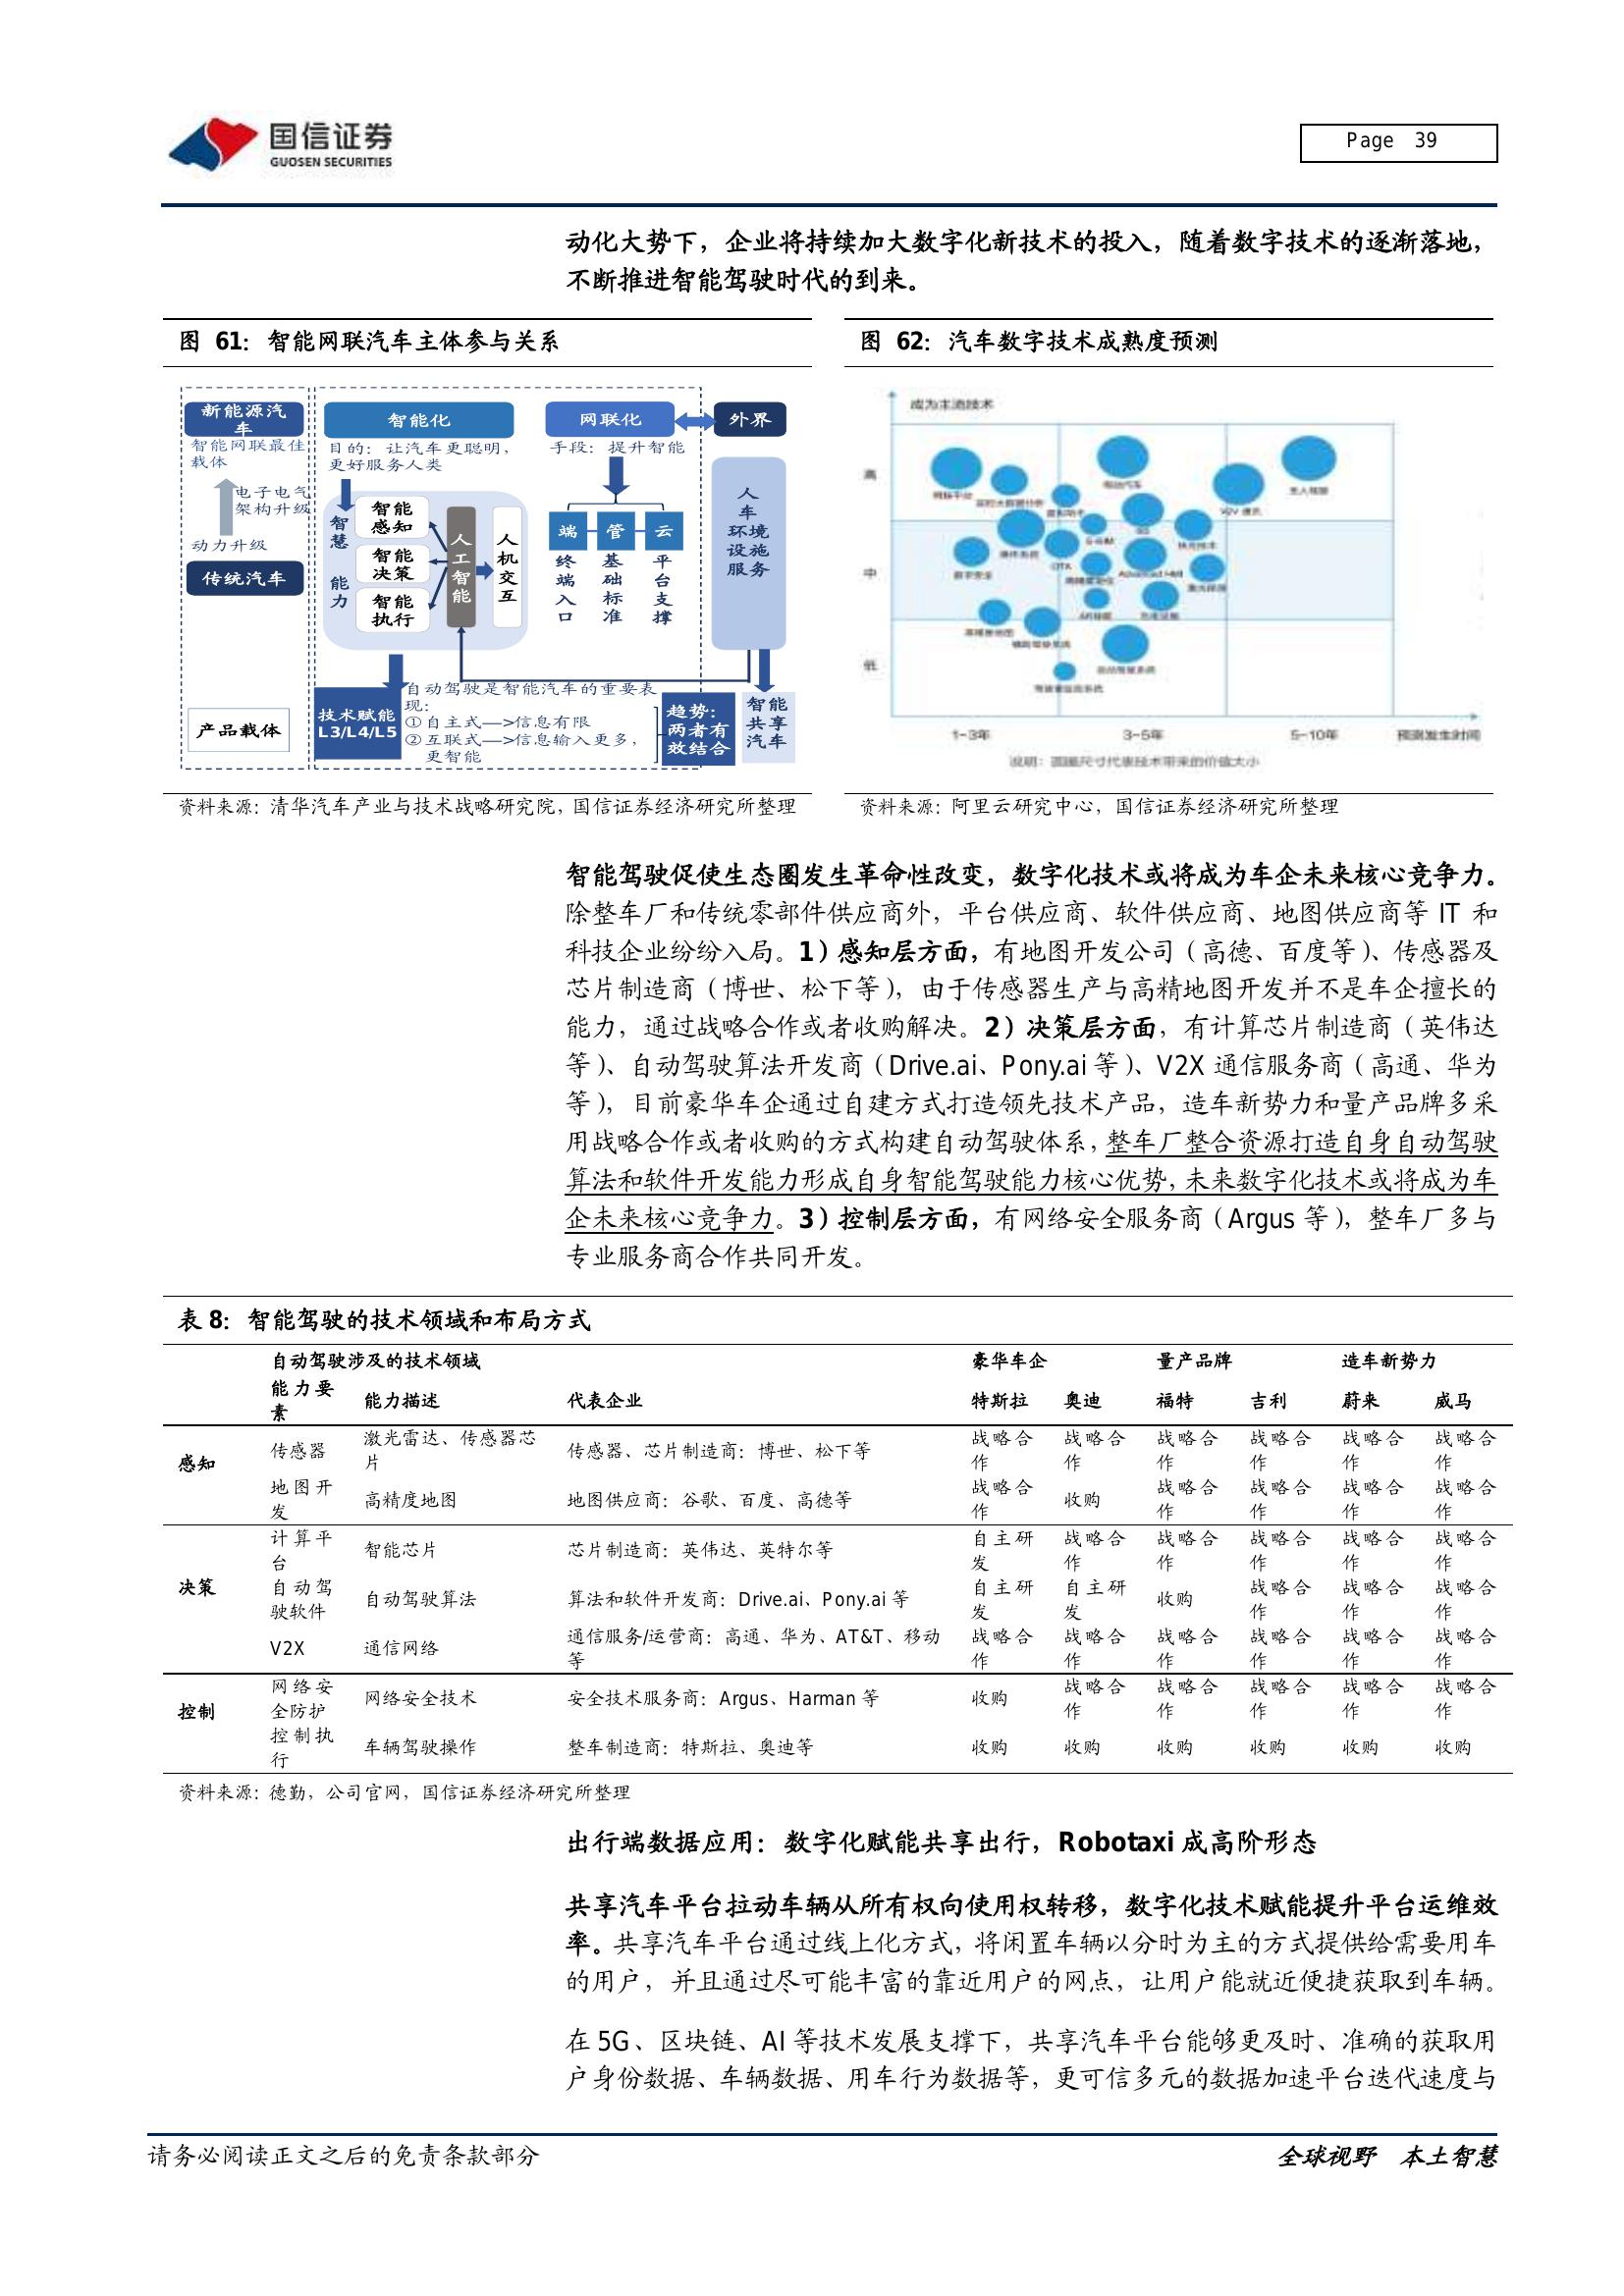 国信证券
GUOSEN SECURITIES
Page 39
动化大势下，企业将持续加大数字化新技术的投入，随着数字技术的逐渐落地，
不断推进智能驾驶时代的到来。
图 61：智能网联汽车主体参与关系
新能源汽
车
智能网联最佳
载体
电子电气
架构升级
动力升级
传统汽车
产品载体
智能化
目的：让汽车更聪明，
更好服务人类
智慧 能力
智能
感知
智能
决策
智能
执行
人工智能
人机交互
网联化
手段：提升智能
端 管 云
终端入口
基础标准
平台支撑
外界
人
车
环境
设施
服务
技术赋能
L3/L4/L5
自动驾驶是智能汽车的重要表
现：
①自主式—>信息有限
②互联式—>信息输入更多，
更智能
趋势：
两者有
效结合
智能
共享
汽车
资料来源：清华汽车产业与技术战略研究院，国信证券经济研究所整理
图 62：汽车数字技术成熟度预测
成为主流技术
高
中
低
OTA
V2V 通讯
1-3年
3-5年
5-10年
预测发生时间
说明：圆圈尺寸代表技术带来的价值大小
资料来源：阿里云研究中心，国信证券经济研究所整理
智能驾驶促使生态圈发生革命性改变，数字化技术或将成为车企未来核心竞争力。
除整车厂和传统零部件供应商外，平台供应商、软件供应商、地图供应商等 IT 和
科技企业纷纷入局。1）感知层方面，有地图开发公司（高德、百度等）、传感器及
芯片制造商（博世、松下等），由于传感器生产与高精地图开发并不是车企擅长的
能力，通过战略合作或者收购解决。2）决策层方面，有计算芯片制造商（英伟达
等）、自动驾驶算法开发商（Drive.ai、Pony.ai 等）、V2X 通信服务商（高通、华为
等），目前豪华车企通过自建方式打造领先技术产品，造车新势力和量产品牌多采
用战略合作或者收购的方式构建自动驾驶体系，整车厂整合资源打造自身自动驾驶
算法和软件开发能力形成自身智能驾驶能力核心优势，未来数字化技术或将成为车
企未来核心竞争力。3）控制层方面，有网络安全服务商（Argus 等），整车厂多与
专业服务商合作共同开发。
表 8：智能驾驶的技术领域和布局方式
自动驾驶涉及的技术领域 豪华车企 量产品牌 造车新势力
能力要素 能力描述 代表企业 特斯拉 奥迪 福特 吉利 蔚来 威马
感知 传感器 激光雷达、传感器芯片 传感器、芯片制造商：博世、松下等 战略合作 战略合作 战略合作 战略合作 战略合作 战略合作
地图开发 高精度地图 地图供应商：谷歌、百度、高德等 战略合作 收购 战略合作 战略合作 战略合作 战略合作
决策 计算平台 智能芯片 芯片制造商：英伟达、英特尔等 自主研发 战略合作 战略合作 战略合作 战略合作 战略合作
自动驾驶软件 自动驾驶算法 算法和软件开发商：Drive.ai、Pony.ai 等 自主研发 自主研发 收购 战略合作 战略合作 战略合作
V2X 通信网络 通信服务/运营商：高通、华为、AT&T、移动等 战略合作 战略合作 战略合作 战略合作 战略合作 战略合作
控制 网络安全防护 网络安全技术 安全技术服务商：Argus、Harman 等 收购 战略合作 战略合作 战略合作 战略合作 战略合作
控制执行 车辆驾驶操作 整车制造商：特斯拉、奥迪等 收购 收购 收购 收购 收购 收购
资料来源：德勤，公司官网，国信证券经济研究所整理
出行端数据应用：数字化赋能共享出行，Robotaxi 成高阶形态
共享汽车平台拉动车辆从所有权向使用权转移，数字化技术赋能提升平台运维效
率。共享汽车平台通过线上化方式，将闲置车辆以分时为主的方式提供给需要用车
的用户，并且通过尽可能丰富的靠近用户的网点，让用户能就近便捷获取到车辆。
在 5G、区块链、AI 等技术发展支撑下，共享汽车平台能够更及时、准确的获取用
户身份数据、车辆数据、用车行为数据等，更可信多元的数据加速平台迭代速度与
请务必阅读正文之后的免责条款部分
全球视野 本土智慧